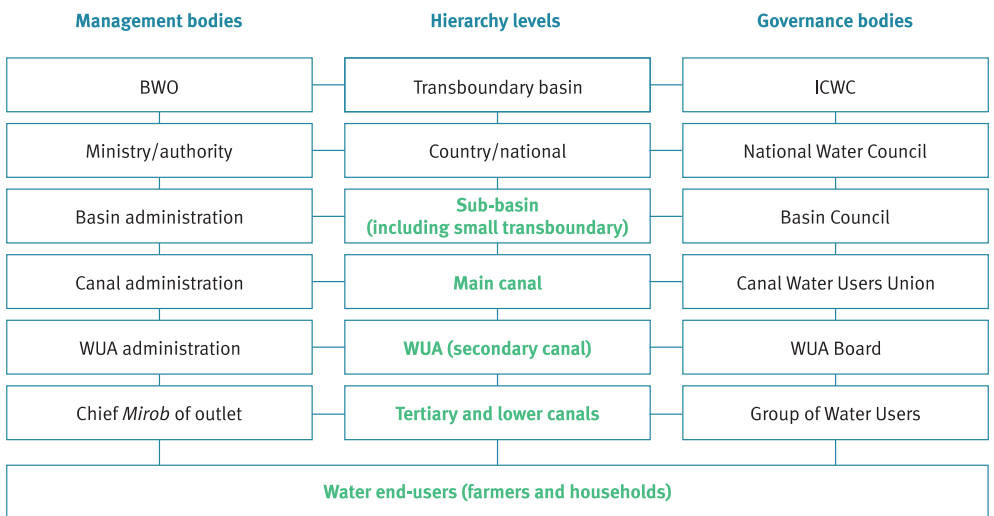 Management bodies
Hierarchy levels
Governance bodies
BWO
Transboundary basin
ICWC
Ministry/authority
Country/national
National Water Council
Basin administration
Sub-basin
(including small transboundary)
Basin Council
Canal administration
Main canal
Canal Water Users Union
WUA administration
WUA (secondary canal)
WUA Board
Chief Mirob of outlet
Tertiary and lower canals
Group of Water Users
Water end-users (farmers and households)